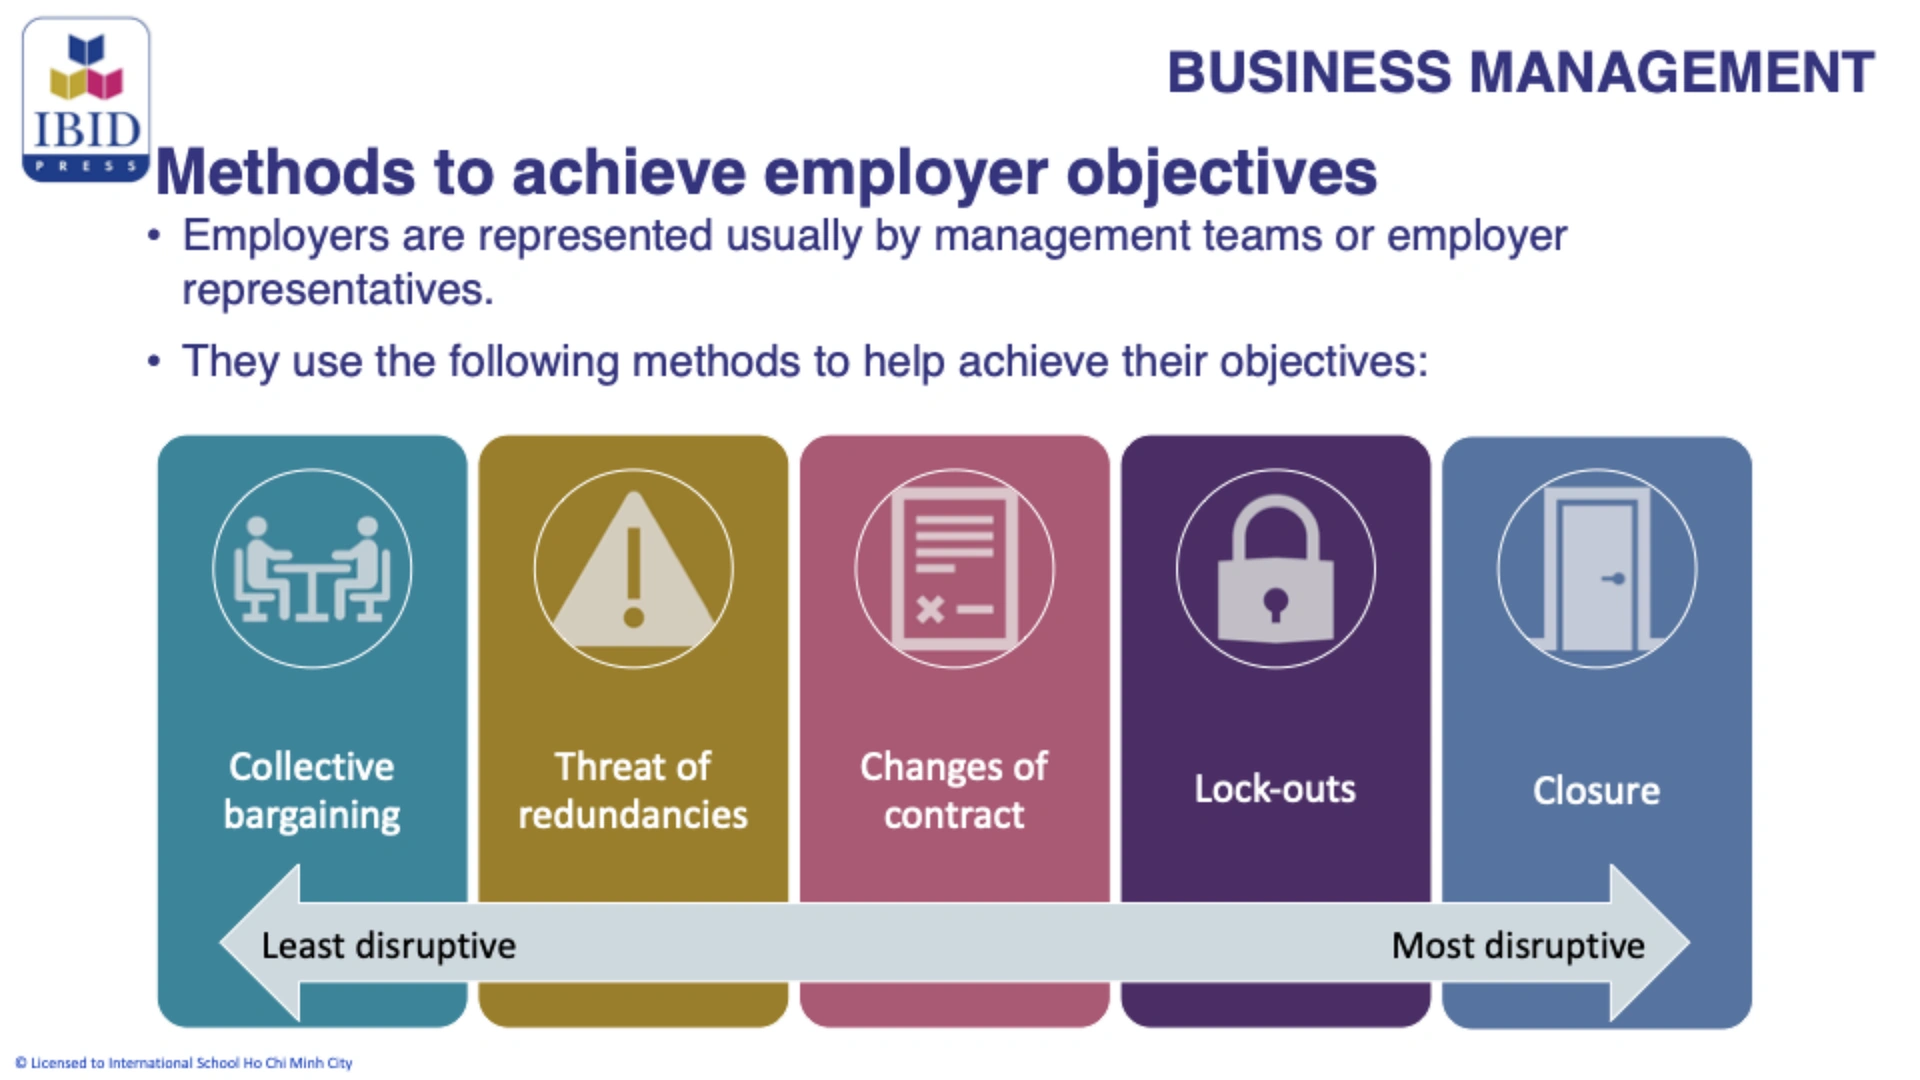 IBID
PRESS
BUSINESS MANAGEMENT
Methods to achieve employer objectives
• Employers are represented usually by management teams or employer
representatives.
• They use the following methods to help achieve their objectives:
Collective
bargaining
Threat of
redundancies
Changes of
contract
Lock-outs
Closure
Least disruptive
Most disruptive
© Licensed to International School Ho Chi Minh City